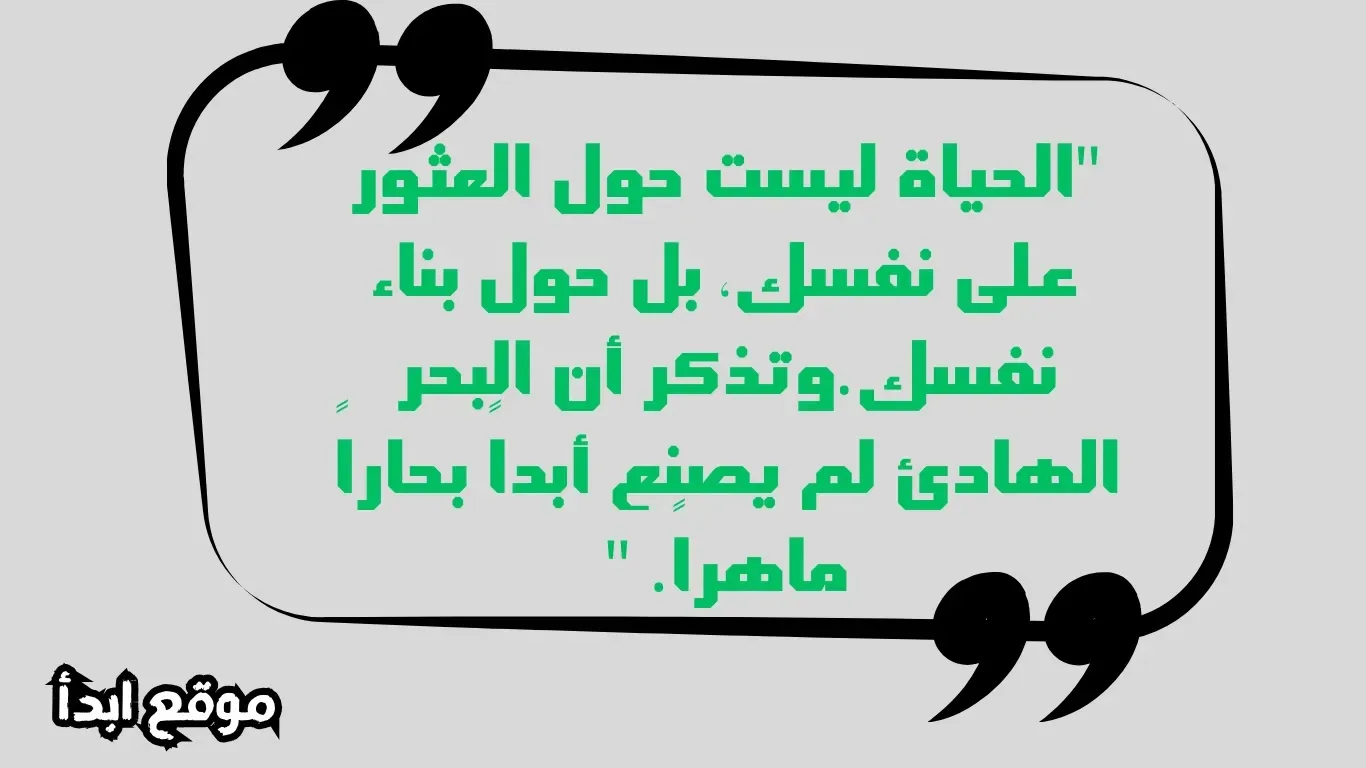 "الحياة ليست حول العثور
على نفسك، بل حول بناء
نفسك.وتذكر أن البحر
الهادئ لم يصنع أبدا بحارا
ماهرا. "
موقع ابدأ